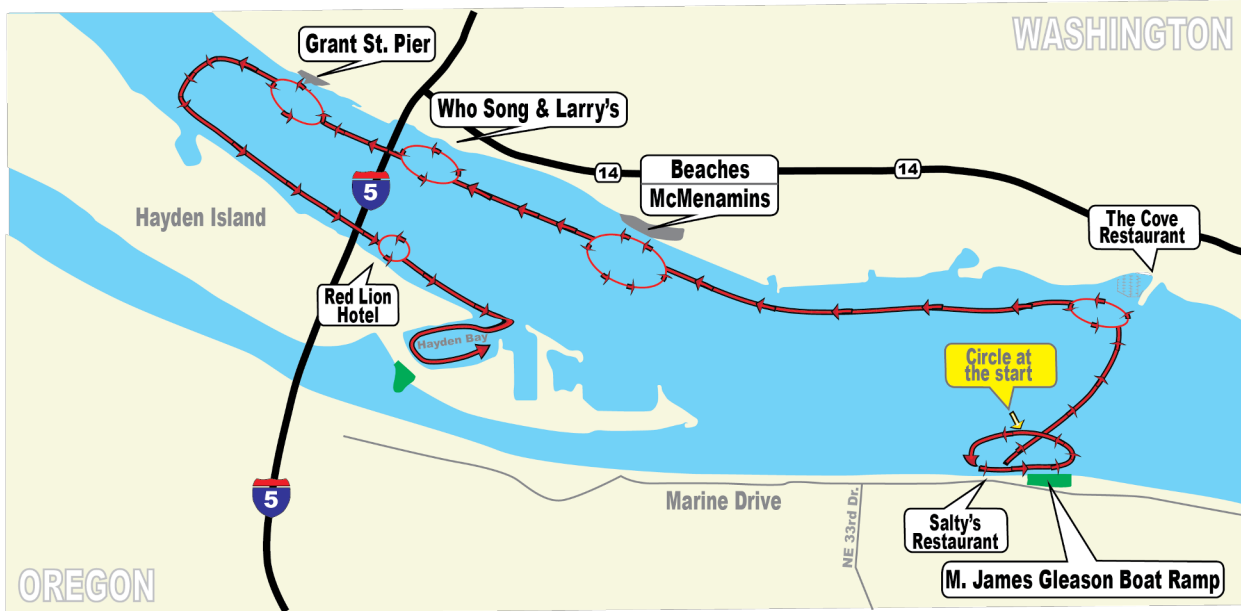 WASHINGTON
Grant St. Pier
Who Song & Larry's
14
Beaches
McMenamins
14
5
Hayden Island
The Cove
Restaurant
Red Lion
Hotel
Hayden Bay
Circle at
the start
5
Marine Drive
NE 33rd Dr.
Salty's
Restaurant
M. James Gleason Boat Ramp
OREGON